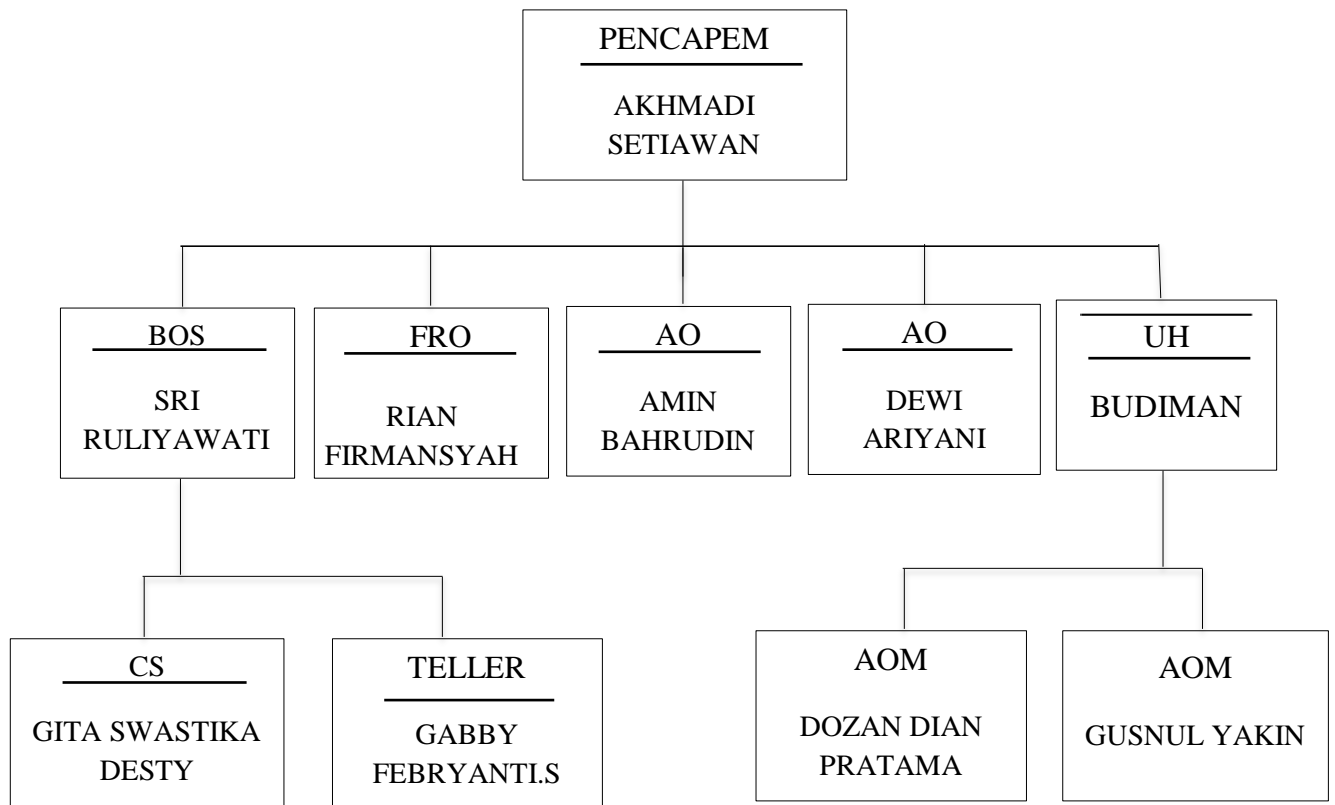 PENCAPEM
AKHMADI
SETIAWAN
BOS
SRI
RULIYAWATI
FRO
RIAN
FIRMANSYAH
AO
AMIN
BAHRUDIN
AO
DEWI
ARIYANI
UH
BUDIMAN
CS
GITA SWASTIKA
DESTY
TELLER
GABBY
FEBRYANTI.S
AOM
DOZAN DIAN
PRATAMA
AOM
GUSNUL YAKIN